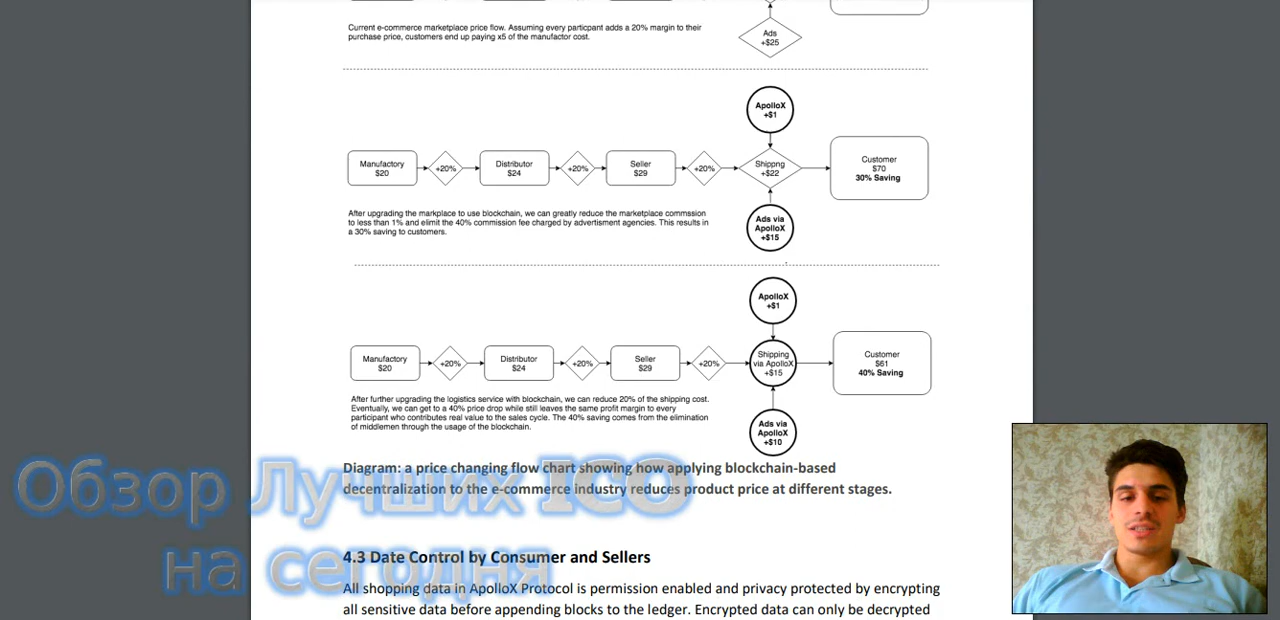 Current e-commerce marketplace price flow. Assuming every particpant adds a 20% margin to their
purchase price, customers end up paying x5 of the manufactor cost.
Ads
+$25
ApolloX
+$1
Manufactory
$20
+20%
Distributor
$24
+20%
Seller
$29
+20%
Shippng
+$22
Customer
$70
30% Saving
After upgrading the markplace to use blockchain, we can greatly reduce the marketplace commssion
to less than 1% and elimit the 40% commission fee charged by advertisment agencies. This results in
a 30% saving to customers.
Ads via
ApolloX
+$15
ApolloX
+$1
Manufactory
$20
+20%
Distributor
$24
+20%
Seller
$29
+20%
Shipping
via ApolloX
+$15
Customer
$61
40% Saving
After further upgrading the logistics service with blockchain, we can reduce 20% of the shipping cost.
Eventually, we can get to a 40% price drop while still leaves the same profit margin to every
participant who contributes real value to the sales cycle. The 40% saving comes from the elimination
of middlemen through the usage of the blockchain.
Ads via
ApolloX
+$10
Diagram: a price changing flow chart showing how applying blockchain-based
decentralization to the e-commerce industry reduces product price at different stages.
Обзор Лучших ICO
на сегодня
4.3 Date Control by Consumer and Sellers
All shopping data in ApolloX Protocol is permission enabled and privacy protected by encrypting
all sensitive data before appending blocks to the ledger. Encrypted data can only be decrypted